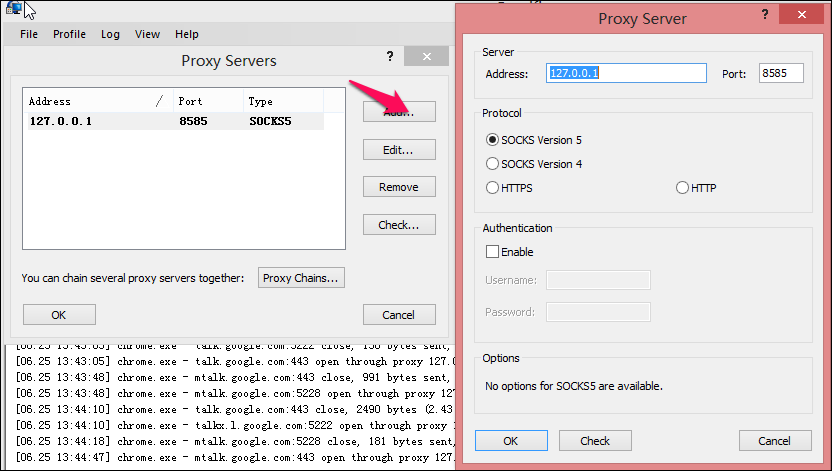 File Profile Log View Help
Proxy Servers ?
Address / Port Type
127.0.0.1 8585 SOCKS5
Add...
Edit...
Remove
Check...
You can chain several proxy servers together: Proxy Chains...
OK Cancel
[06.25 13:43:05] chrome.exe - talk.google.com:5222 close, 150 bytes sent,
[06.25 13:43:05] chrome.exe - talk.google.com:443 open through proxy 127.0
[06.25 13:43:48] chrome.exe - mtalk.google.com:443 close, 991 bytes sent,
[06.25 13:43:48] chrome.exe - mtalk.google.com:5228 open through proxy 127
[06.25 13:44:10] chrome.exe - talk.google.com:443 close, 2490 bytes (2.43
[06.25 13:44:10] chrome.exe - talkx.l.google.com:5222 open through proxy 1
[06.25 13:44:18] chrome.exe - mtalk.google.com:5228 close, 181 bytes sent,
[06.25 13:44:47] chrome.exe - mtalk.google.com:443 open through proxy 127.
Proxy Server ?
Server
Address: 127.0.0.1 Port: 8585
Protocol
SOCKS Version 5
SOCKS Version 4
HTTPS HTTP
Authentication
Enable
Username:
Password:
Options
No options for SOCKS5 are available.
OK Check Cancel